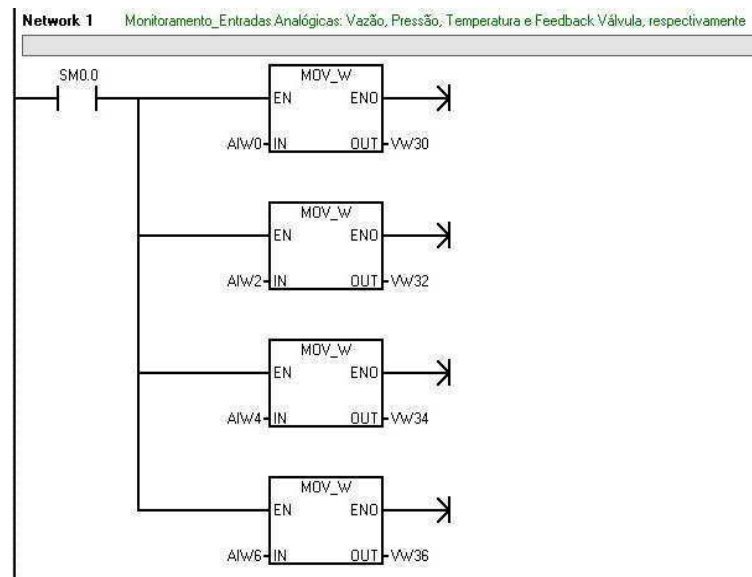 Network 1 Monitoramento_Entradas Analógicas: Vazão, Pressão, Temperatura e Feedback Válvula, respectivamente
SM0.0
MOV_W
EN ENO
AIW0 IN OUT VW30
MOV_W
EN ENO
AIW2 IN OUT VW32
MOV_W
EN ENO
AIW4 IN OUT VW34
MOV_W
EN ENO
AIW6 IN OUT VW36